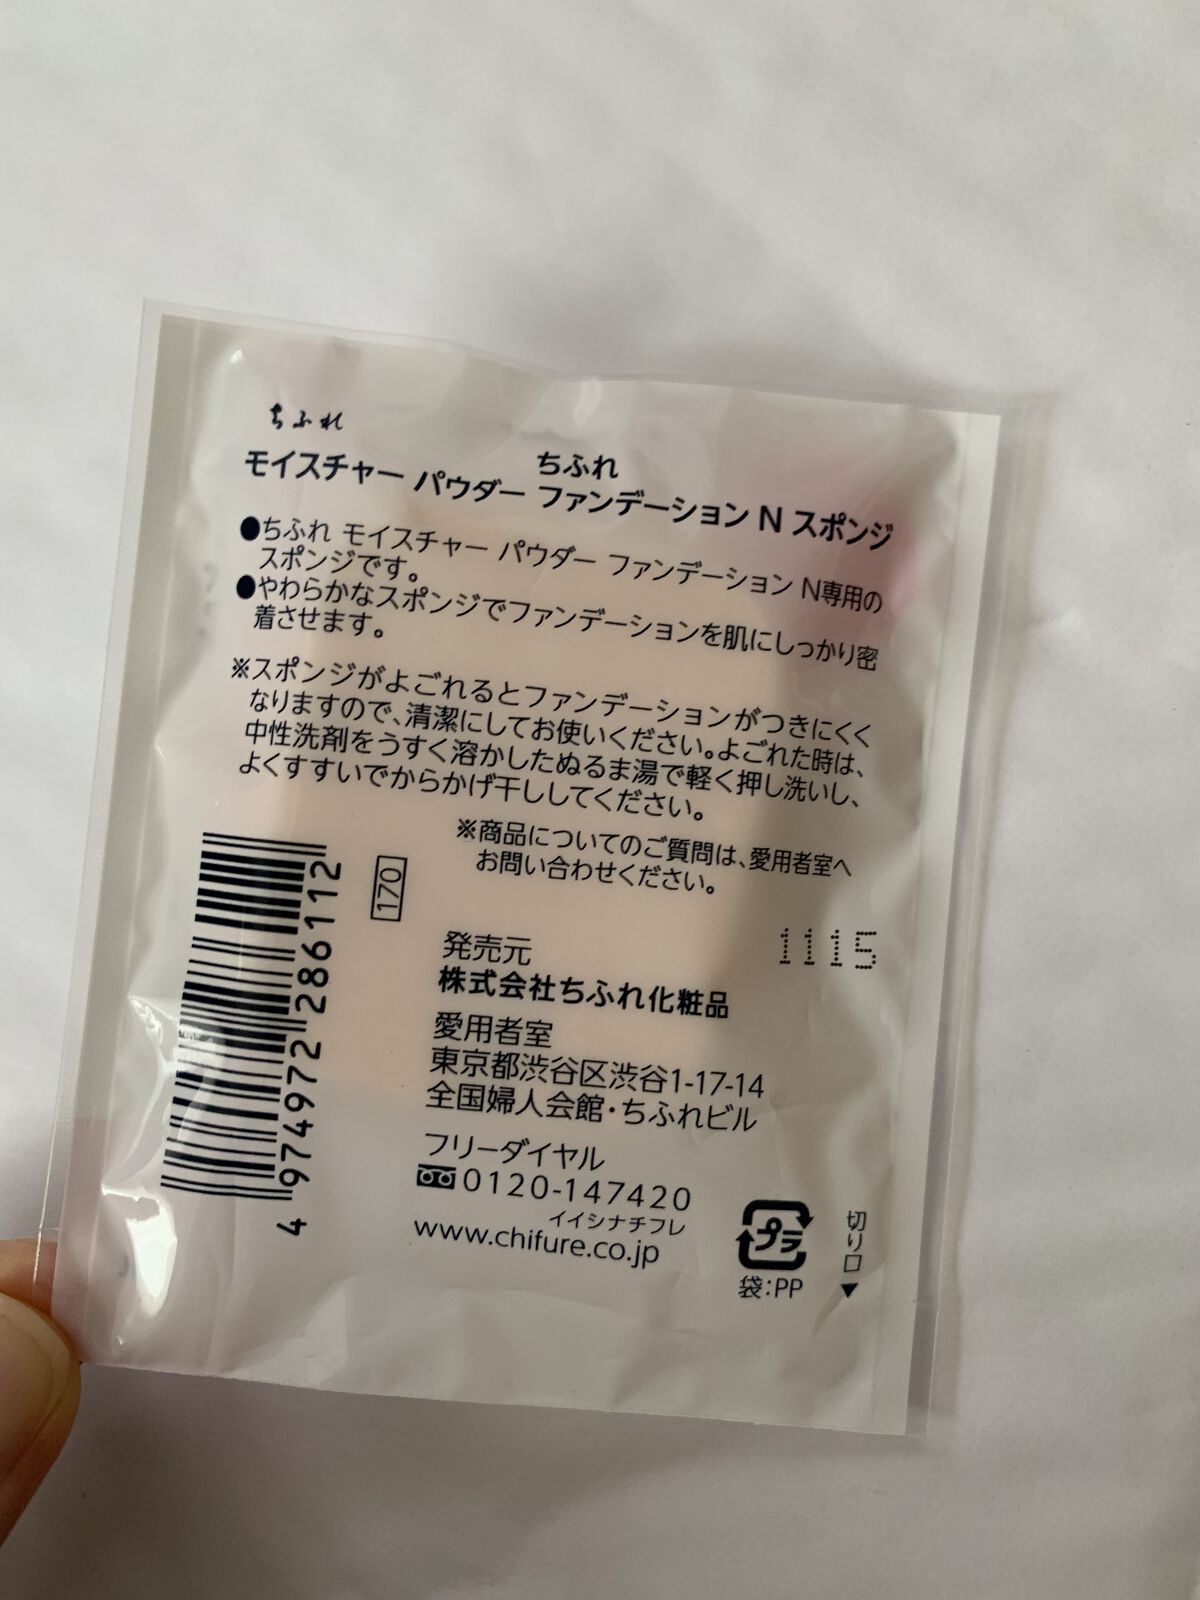 ちふれ
ちふれ
モイスチャー パウダー ファンデーション N スポンジ
●ちふれ モイスチャー パウダー ファンデーション N専用の
スポンジです。
●やわらかなスポンジでファンデーションを肌にしっかり密
着させます。
※スポンジがよごれるとファンデーションがつきにくく
なりますので、清潔にしてお使いください。よごれた時は、
中性洗剤をうすく溶かしたぬるま湯で軽く押し洗いし、
よくすすいでからかげ干ししてください。
※商品についてのご質問は、愛用者室へ
お問い合わせください。
170
4974972286112
1115
発売元
株式会社ちふれ化粧品
愛用者室
東京都渋谷区渋谷1-17-14
全国婦人会館・ちふれビル
フリーダイヤル
0120-147420
イイシナチフレ
www.chifure.co.jp
プラ
袋:PP
切り口▼